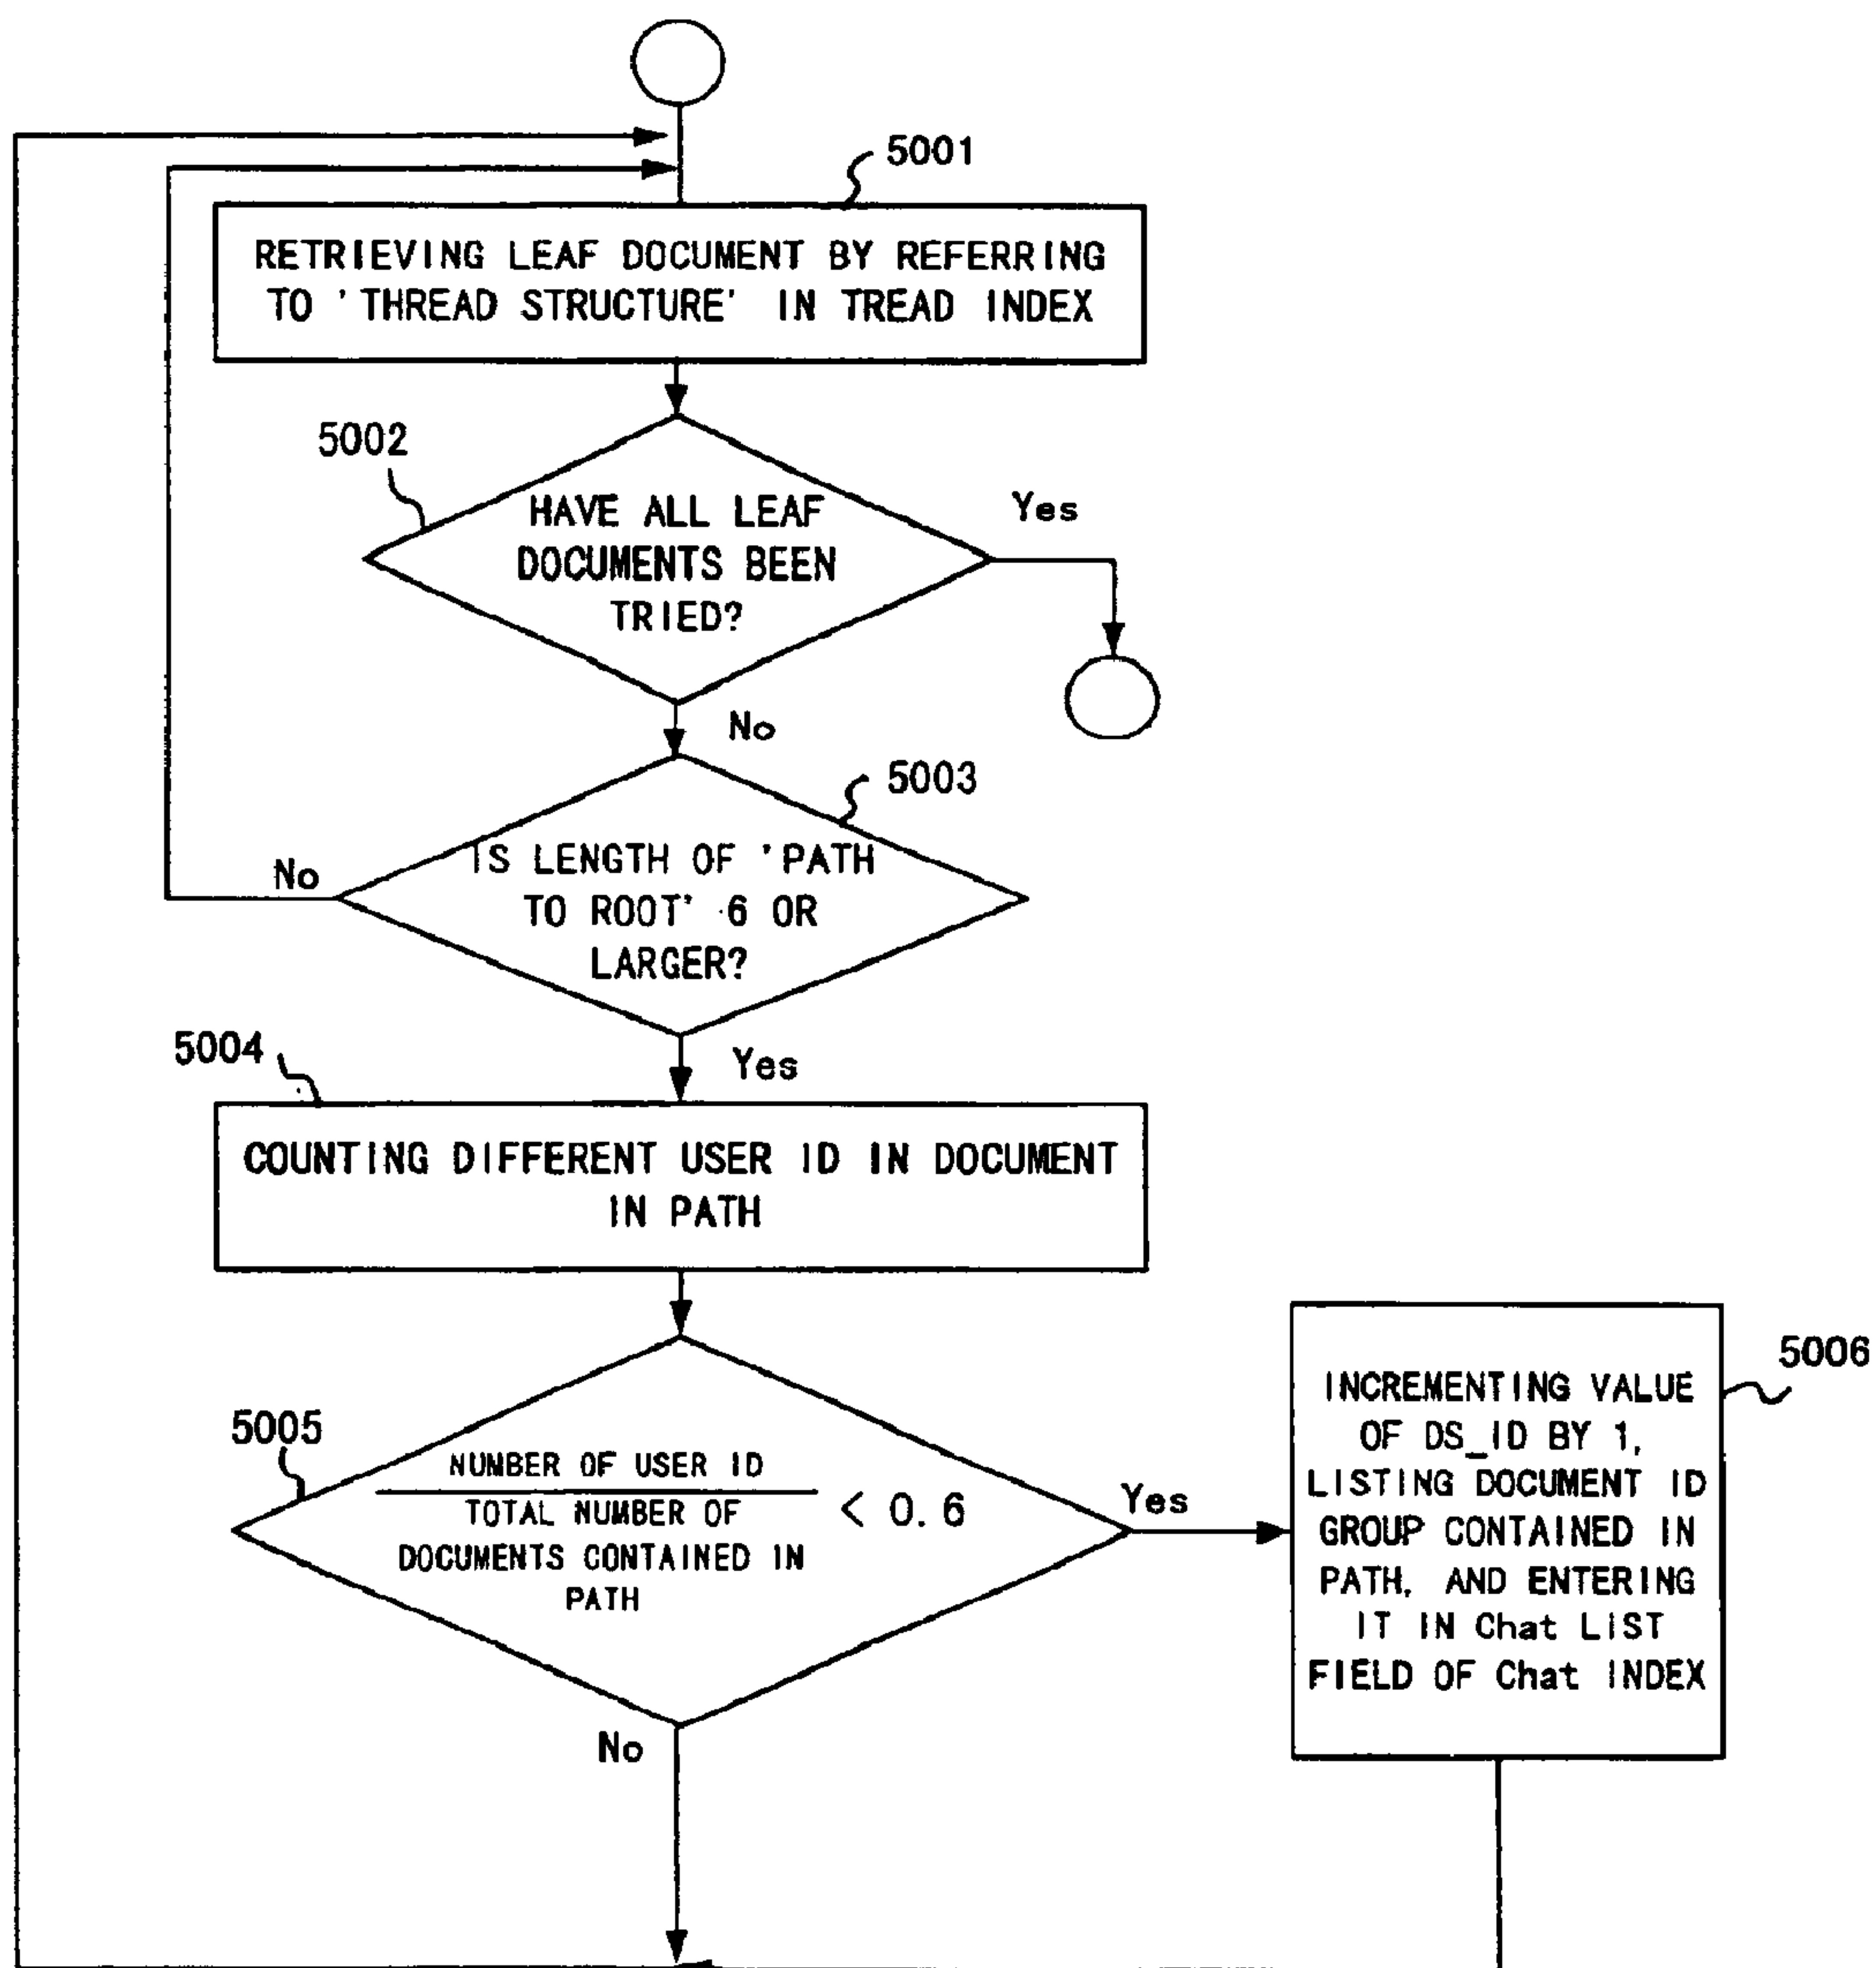 5001
RETRIEVING LEAF DOCUMENT BY REFERRING
TO 'THREAD STRUCTURE' IN TREAD INDEX
5002
HAVE ALL LEAF
DOCUMENTS BEEN
TRIED?
Yes
No
5003
IS LENGTH OF 'PATH
TO ROOT' 6 OR
LARGER?
No
Yes
5004
COUNTING DIFFERENT USER ID IN DOCUMENT
IN PATH
5005
NUMBER OF USER ID
TOTAL NUMBER OF
DOCUMENTS CONTAINED IN
PATH
< 0.6
Yes
No
5006
INCREMENTING VALUE
OF DS_ID BY 1,
LISTING DOCUMENT ID
GROUP CONTAINED IN
PATH, AND ENTERING
IT IN Chat LIST
FIELD OF Chat INDEX